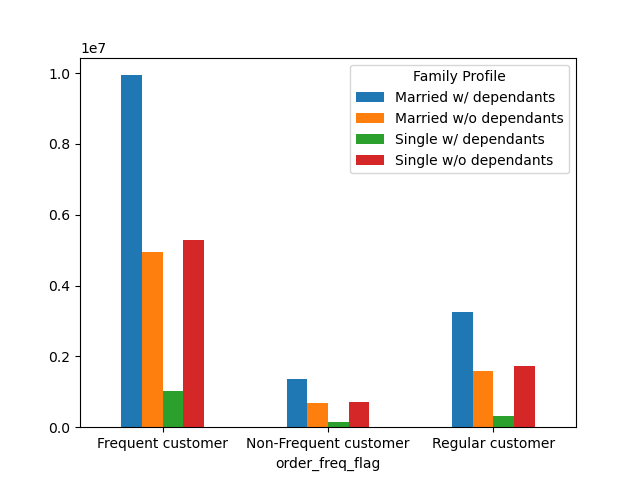 1e7
1.0
0.8
0.6
0.4
0.2
0.0
Family Profile
Married w/ dependants
Married w/o dependants
Single w/ dependants
Single w/o dependants
Frequent customer
Non-Frequent customer
Regular customer
order_freq_flag